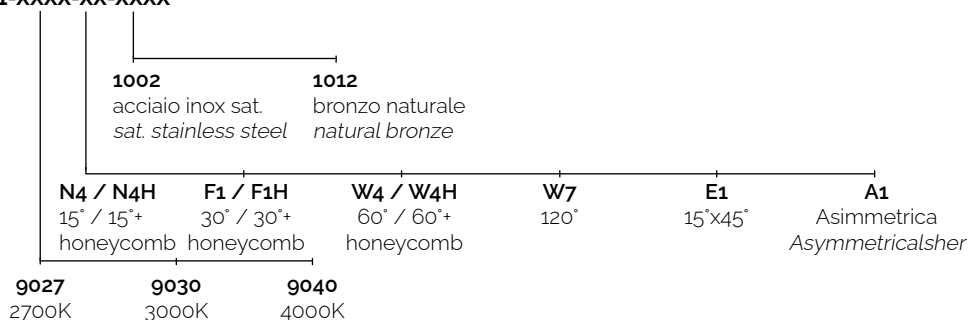 1002 1012
acciaio inox sat. bronzo naturale
sat. stainless steel natural bronze
N4 / N4H F1 / F1H W4 / W4H W7 E1 A1
15° / 15°+ 30° / 30°+ 60° / 60°+ 120° 15°x45° Asimmetrica
honeycomb honeycomb honeycomb Asymmetricalsher
9027 9030 9040
2700K 3000K 4000K